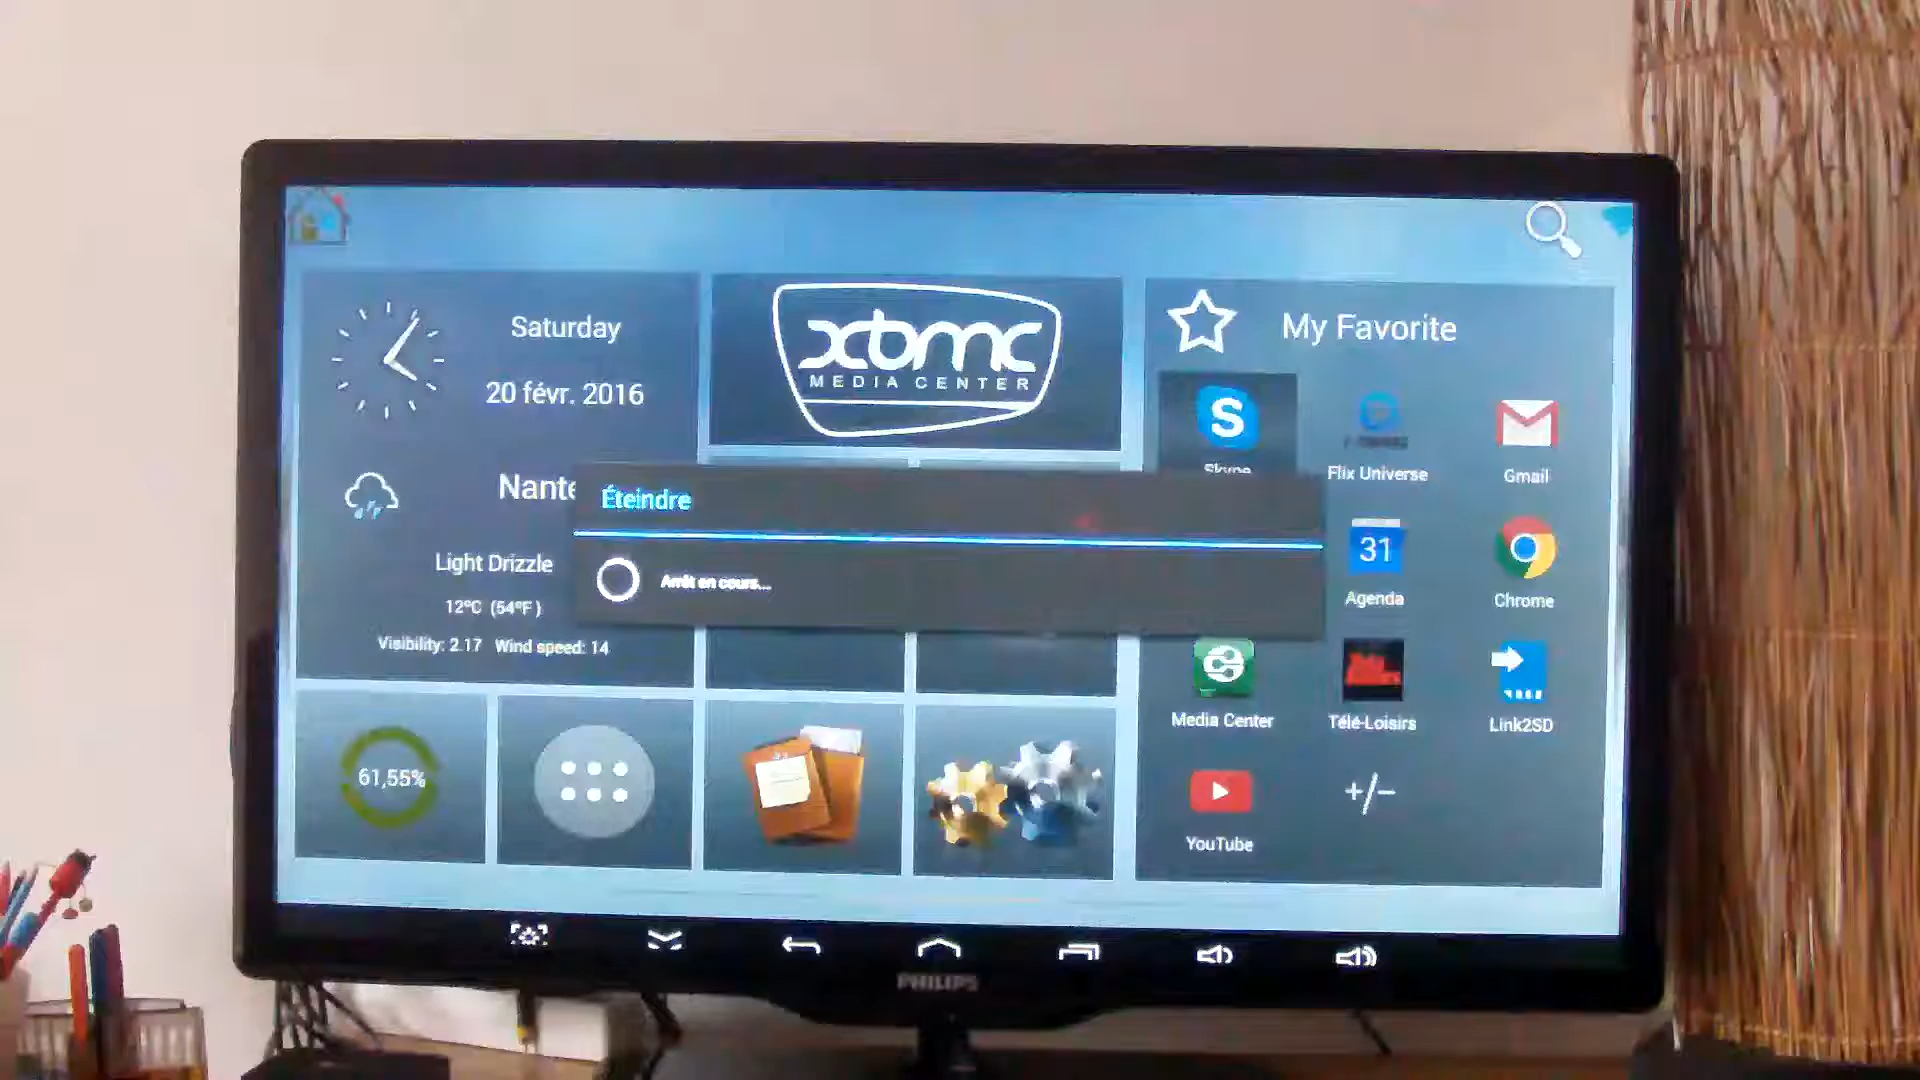 Saturday
20 févr. 2016
Nante
Light Drizzle
12°C (54°F )
Visibility: 2.17 Wind speed: 14
61,55%
xbmc
MEDIA CENTER
Éteindre
Arrêt en cours...
My Favorite
Skype
Flix Universe
Gmail
31
Agenda
Chrome
Media Center
Télé-Loisirs
Link2SD
YouTube
+/−
PHILIPS